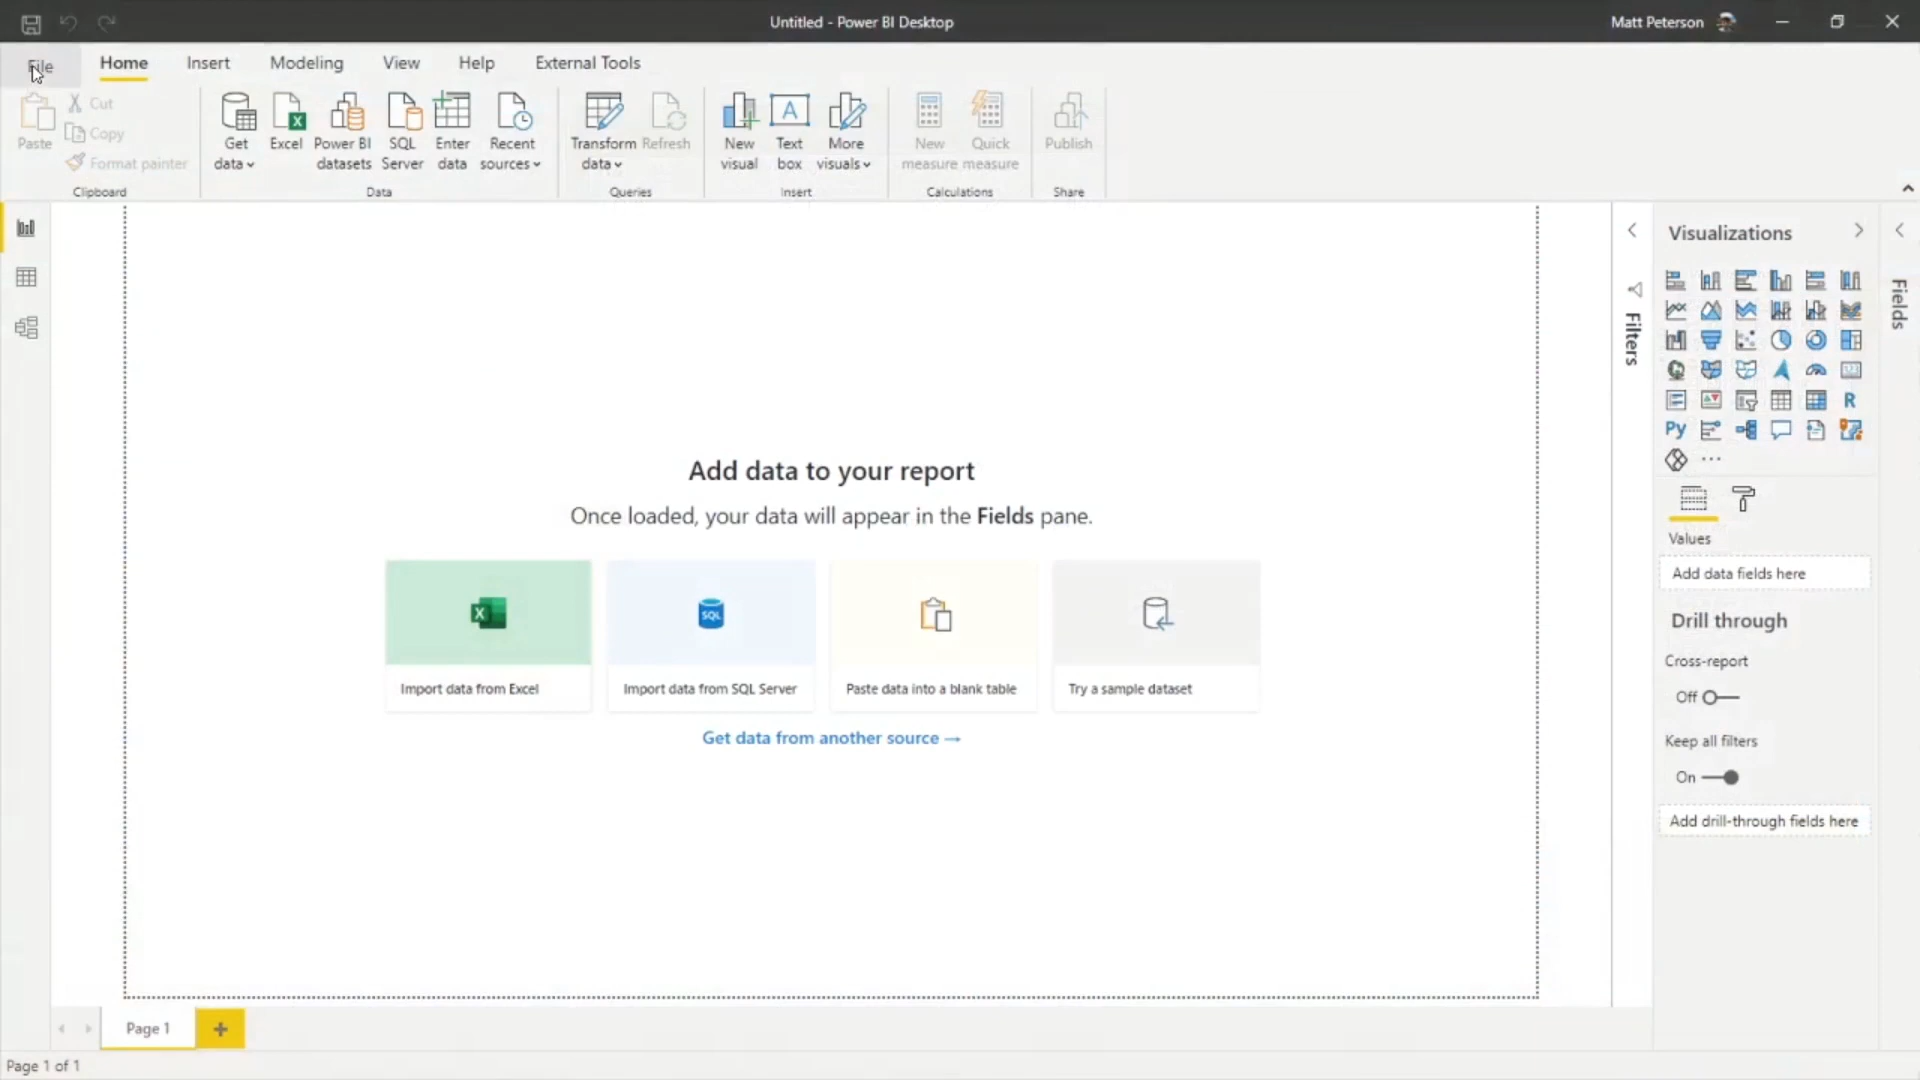 Untitled - Power BI Desktop
Matt Peterson
File
Home
Insert
Modeling
View
Help
External Tools
Paste
Cut
Copy
Format painter
Clipboard
Get
data
Excel
Power BI
datasets
SQL
Server
Enter
data
Recent
sources
Data
Transform
data
Refresh
Queries
New
visual
A
Text
box
More
visuals
Insert
New
measure
Quick
measure
Calculations
Publish
Share
Add data to your report
Once loaded, your data will appear in the Fields pane.
X
Import data from Excel
SQL
Import data from SQL Server
Paste data into a blank table
Try a sample dataset
Get data from another source →
Filters
Visualizations
R
Py
Values
Add data fields here
Drill through
Cross-report
Off
Keep all filters
On
Add drill-through fields here
Fields
Page 1
Page 1 of 1